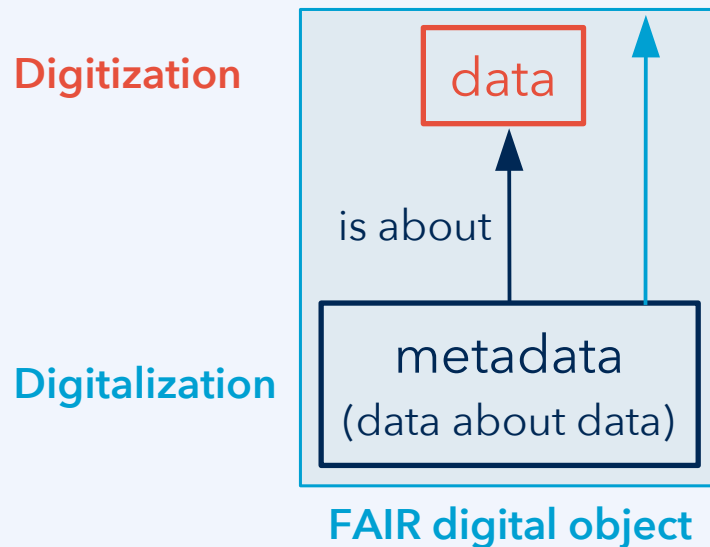 Digitization
data
is about
Digitalization
metadata
(data about data)
FAIR digital object